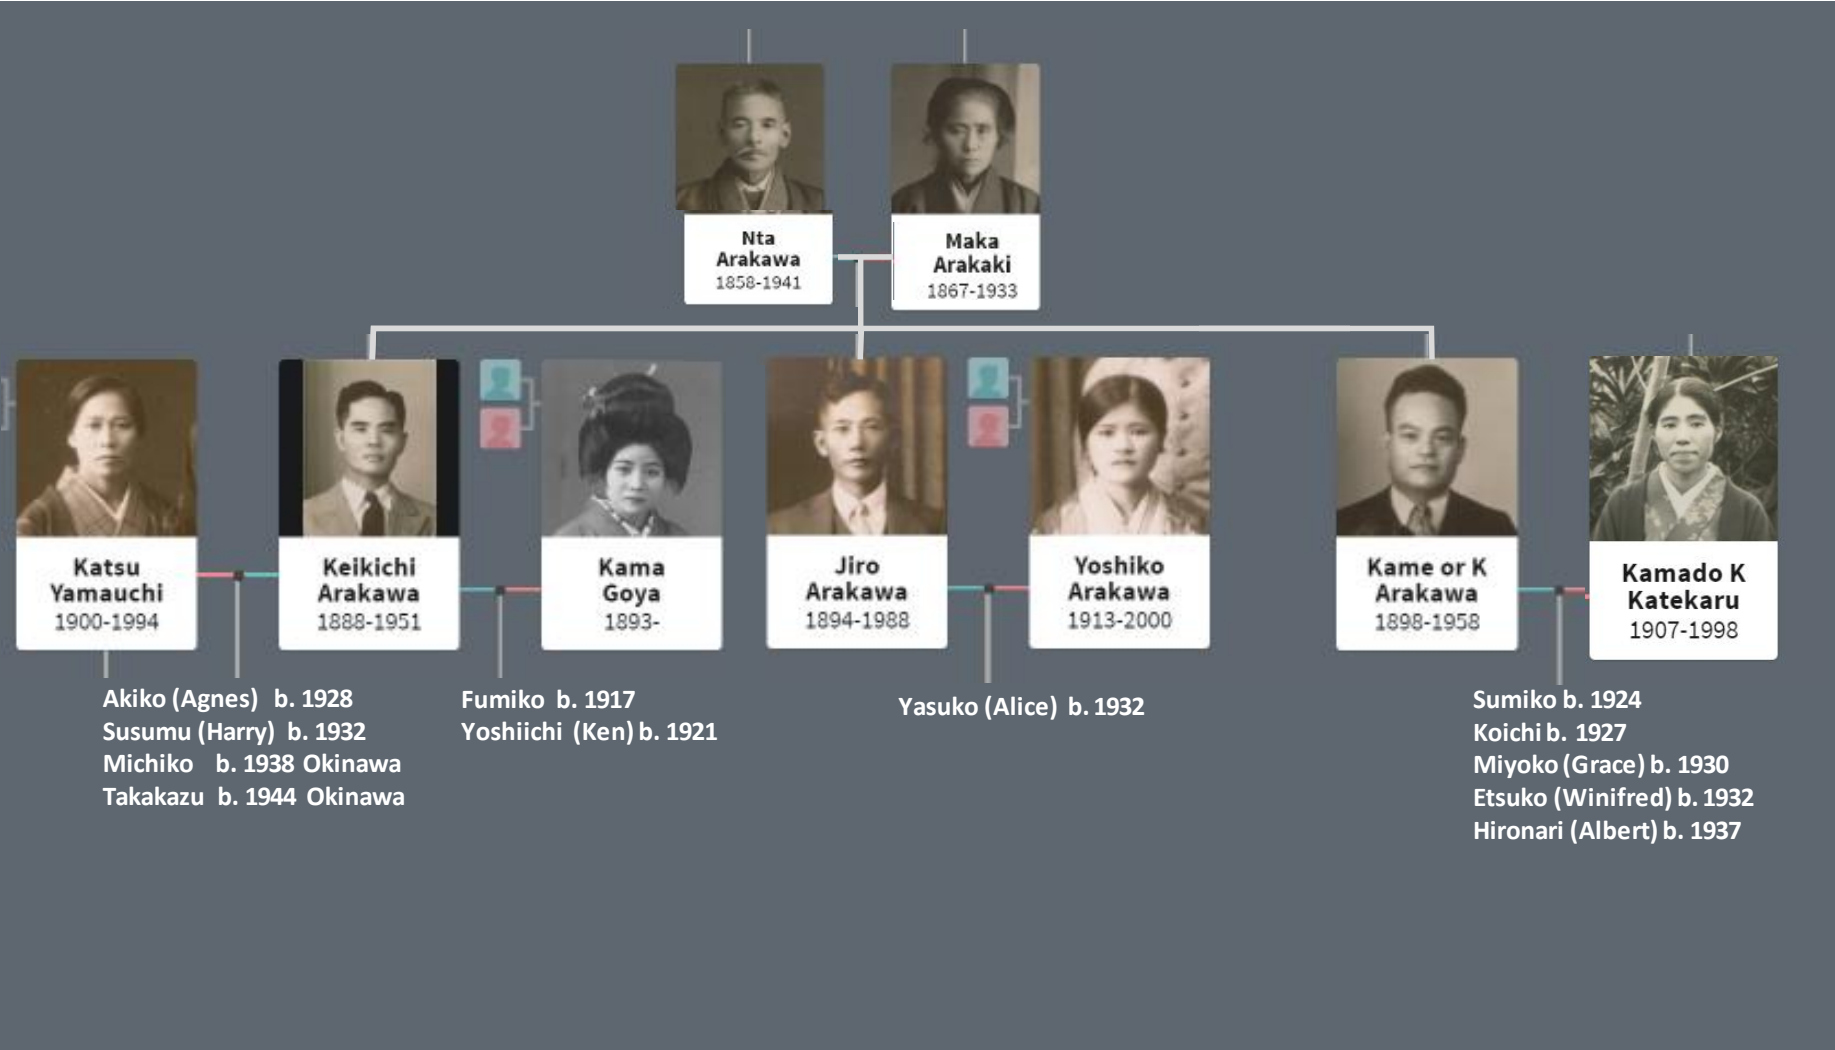 Nta
Arakawa
1858-1941
Maka
Arakaki
1867-1933
Katsu
Yamauchi
1900-1994
Keikichi
Arakawa
1888-1951
Kama
Goya
1893-
Jiro
Arakawa
1894-1988
Yoshiko
Arakawa
1913-2000
Kame or K
Arakawa
1898-1958
Kamado K
Katekaru
1907-1998
Akiko (Agnes) b. 1928
Susumu (Harry) b. 1932
Michiko b. 1938 Okinawa
Takakazu b. 1944 Okinawa
Fumiko b. 1917
Yoshiichi (Ken) b. 1921
Yasuko (Alice) b. 1932
Sumiko b. 1924
Koichi b. 1927
Miyoko (Grace) b. 1930
Etsuko (Winifred) b. 1932
Hironari (Albert) b. 1937